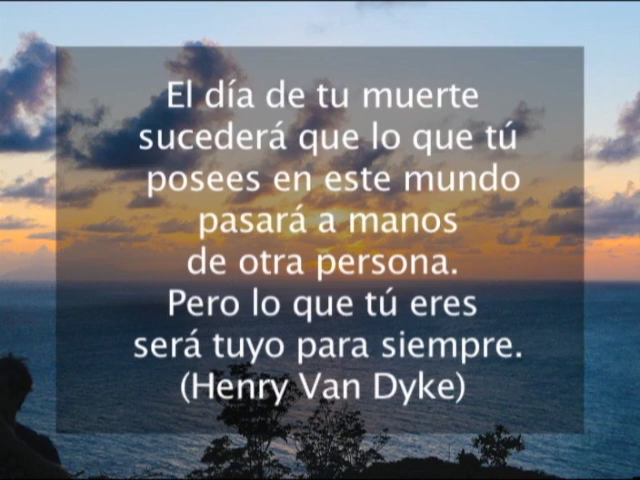 El día de tu muerte
sucederá que lo que tú
posees en este mundo
pasará a manos
de otra persona.
Pero lo que tú eres
será tuyo para siempre.
(Henry Van Dyke)